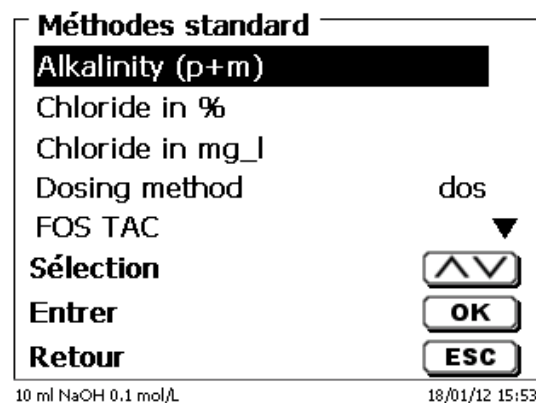 Méthodes standard
Alkalinity (p+m)
Chloride in %
Chloride in mg_l
Dosing method dos
FOS TAC
Sélection
Entrer OK
Retour ESC
10 ml NaOH 0.1 mol/L 18/01/12 15:53